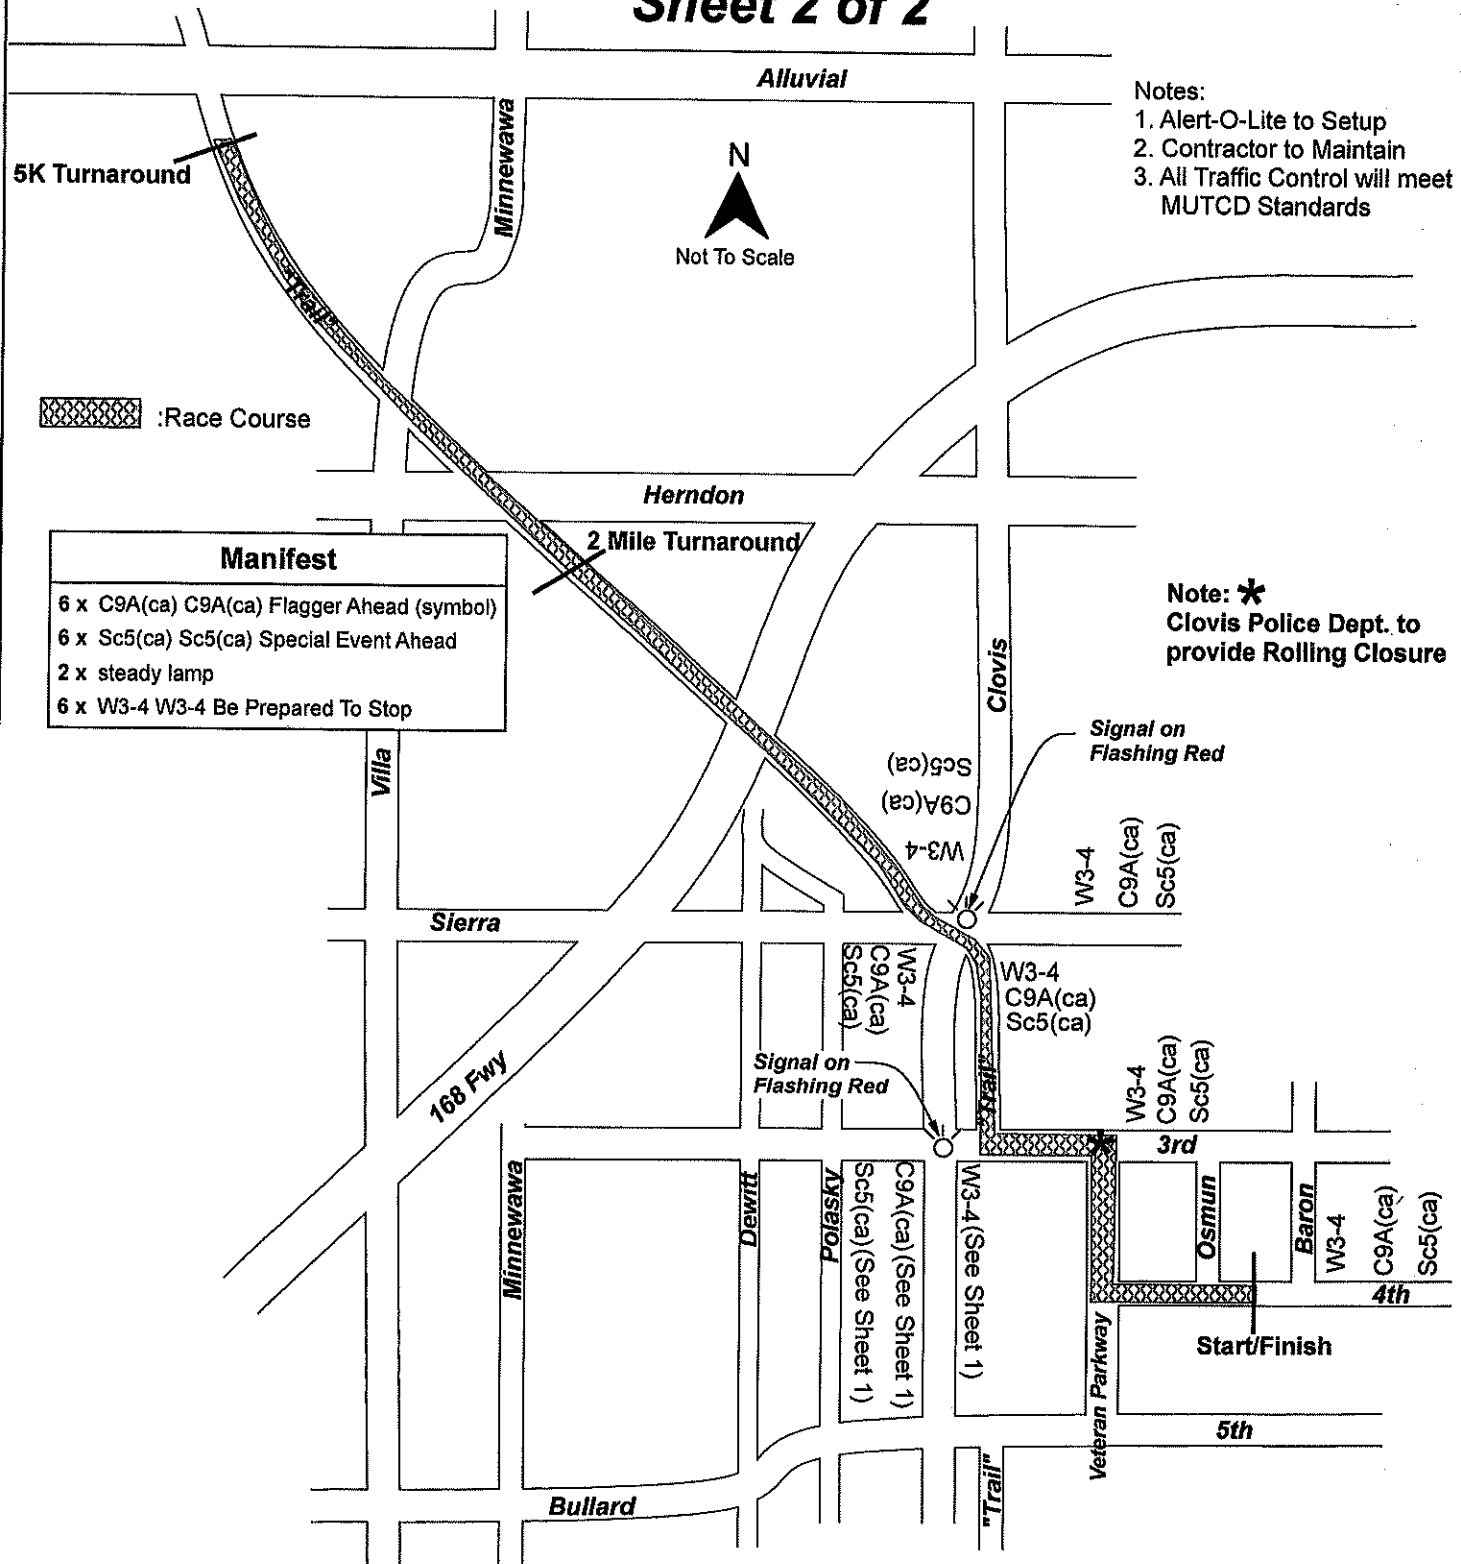 Sheet 2 of 2
Alluvial
Notes:
1. Alert-O-Lite to Setup
2. Contractor to Maintain
3. All Traffic Control will meet
MUTCD Standards
Minnewawa
5K Turnaround
N
Not To Scale
"Trail"
:Race Course
Herndon
2 Mile Turnaround
Manifest
6 x C9A(ca) C9A(ca) Flagger Ahead (symbol)
6 x Sc5(ca) Sc5(ca) Special Event Ahead
2 x steady lamp
6 x W3-4 W3-4 Be Prepared To Stop
Note: *
Clovis Police Dept. to
provide Rolling Closure
Clovis
Signal on
Flashing Red
Villa
Sc5(ca)
C9A(ca)
W3-4
W3-4
C9A(ca)
Sc5(ca)
Sierra
W3-4
C9A(ca)
Sc5(ca)
W3-4
C9A(ca)
Sc5(ca)
168 Fwy
Signal on
Flashing Red
"Trail"
W3-4
C9A(ca)
Sc5(ca)
*
3rd
Minnewawa
Dewitt
Polasky
Sc5(ca)(See Sheet 1)
C9A(ca)(See Sheet 1)
W3-4(See Sheet 1)
Osmun
Baron
W3-4
C9A(ca)
Sc5(ca)
4th
Start/Finish
Veteran Parkway
5th
"Trail"
Bullard